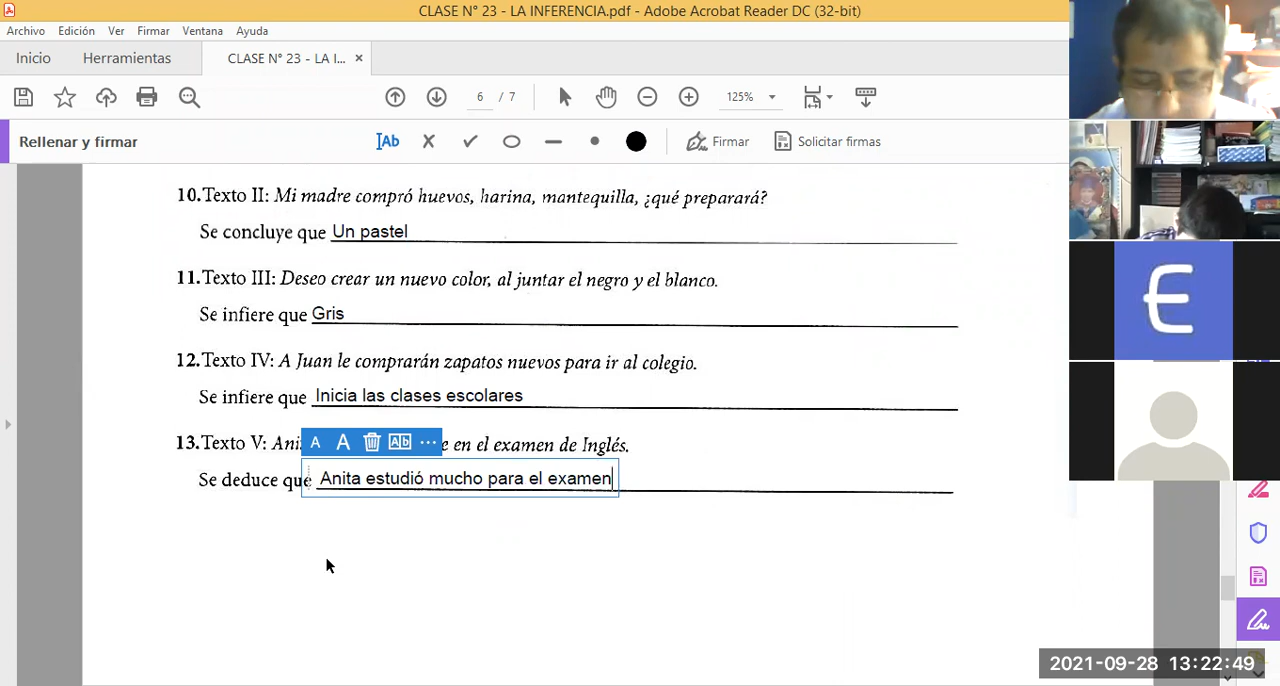 CLASE N° 23 - LA INFERENCIA.pdf - Adobe Acrobat Reader DC (32-bit)
Archivo Edición Ver Firmar Ventana Ayuda
Inicio Herramientas CLASE N° 23 - LA I... ×
6 / 7 125%
Rellenar y firmar Ab Firmar Solicitar firmas
10. Texto II: Mi madre compró huevos, harina, mantequilla, ¿qué preparará?
Se concluye que Un pastel
11. Texto III: Deseo crear un nuevo color, al juntar el negro y el blanco.
Se infiere que Gris
12. Texto IV: A Juan le comprarán zapatos nuevos para ir al colegio.
Se infiere que Inicia las clases escolares
13. Texto V: en el examen de Inglés.
A A Ab ...
Se deduce que Anita estudió mucho para el examen
E
2021-09-28 13:22:49